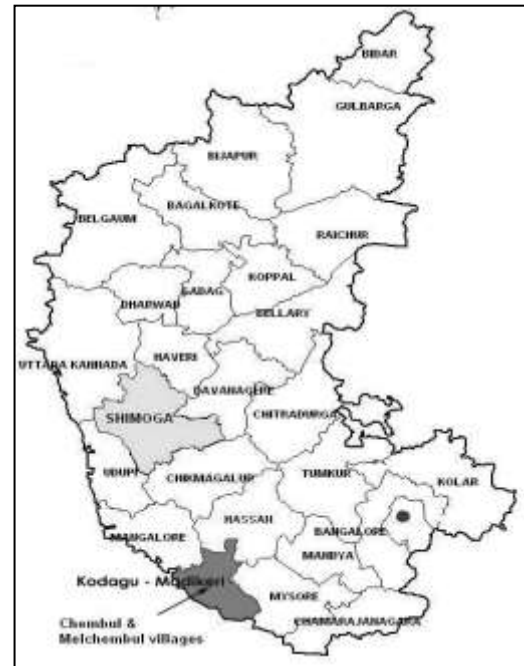 BIDAR
GULBARGA
BIJAPUR
BAGALKOTE
BELGAUM
RAICHUR
KOPPAL
GADAG
DHARWAD
BELLARY
HAVERI
UTTARA KANNADA
DAVANAGERE
SHIMOGA
CHITRADURGA
UDUPI
CHIKMAGALUR
TUMKUR
KOLAR
HASSAN
BANGALORE
MANGALORE
MANDYA
Kodagu - Madikeri
MYSORE
Chembul &
Melchembul villages
CHAMARAJANAGARA